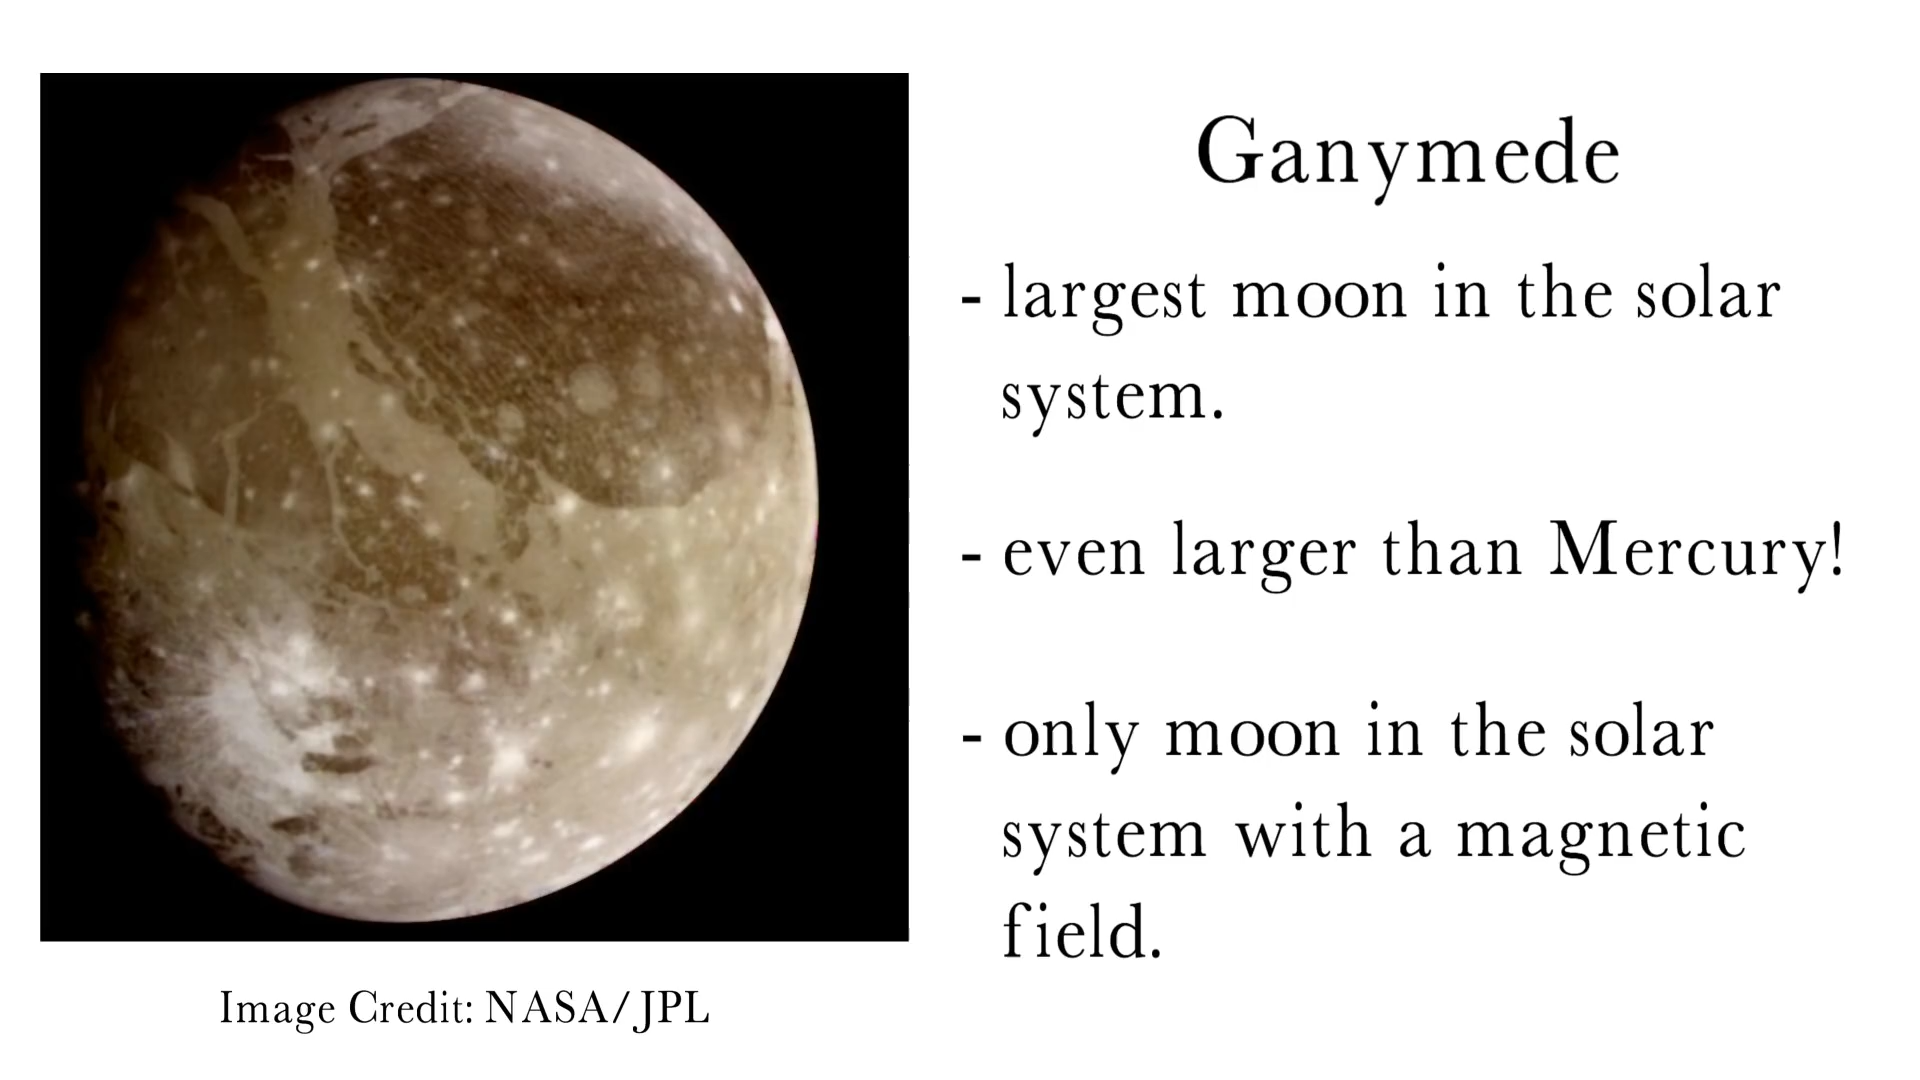 Ganymede
- largest moon in the solar
system.
- even larger than Mercury!
- only moon in the solar
system with a magnetic
field.
Image Credit: NASA/JPL